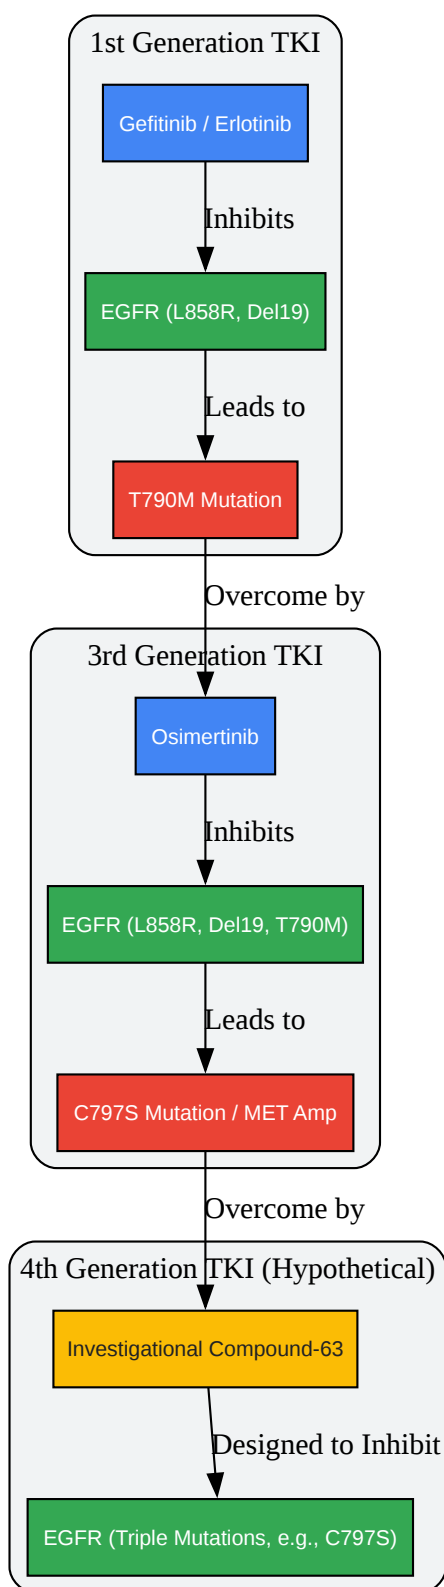 1st Generation TKI
Gefitinib / Erlotinib
Inhibits
EGFR (L858R, Del19)
Leads to
T790M Mutation
Overcome by
3rd Generation TKI
Osimertinib
Inhibits
EGFR (L858R, Del19, T790M)
Leads to
C797S Mutation / MET Amp
Overcome by
4th Generation TKI (Hypothetical)
Investigational Compound-63
Designed to Inhibit
EGFR (Triple Mutations, e.g., C797S)